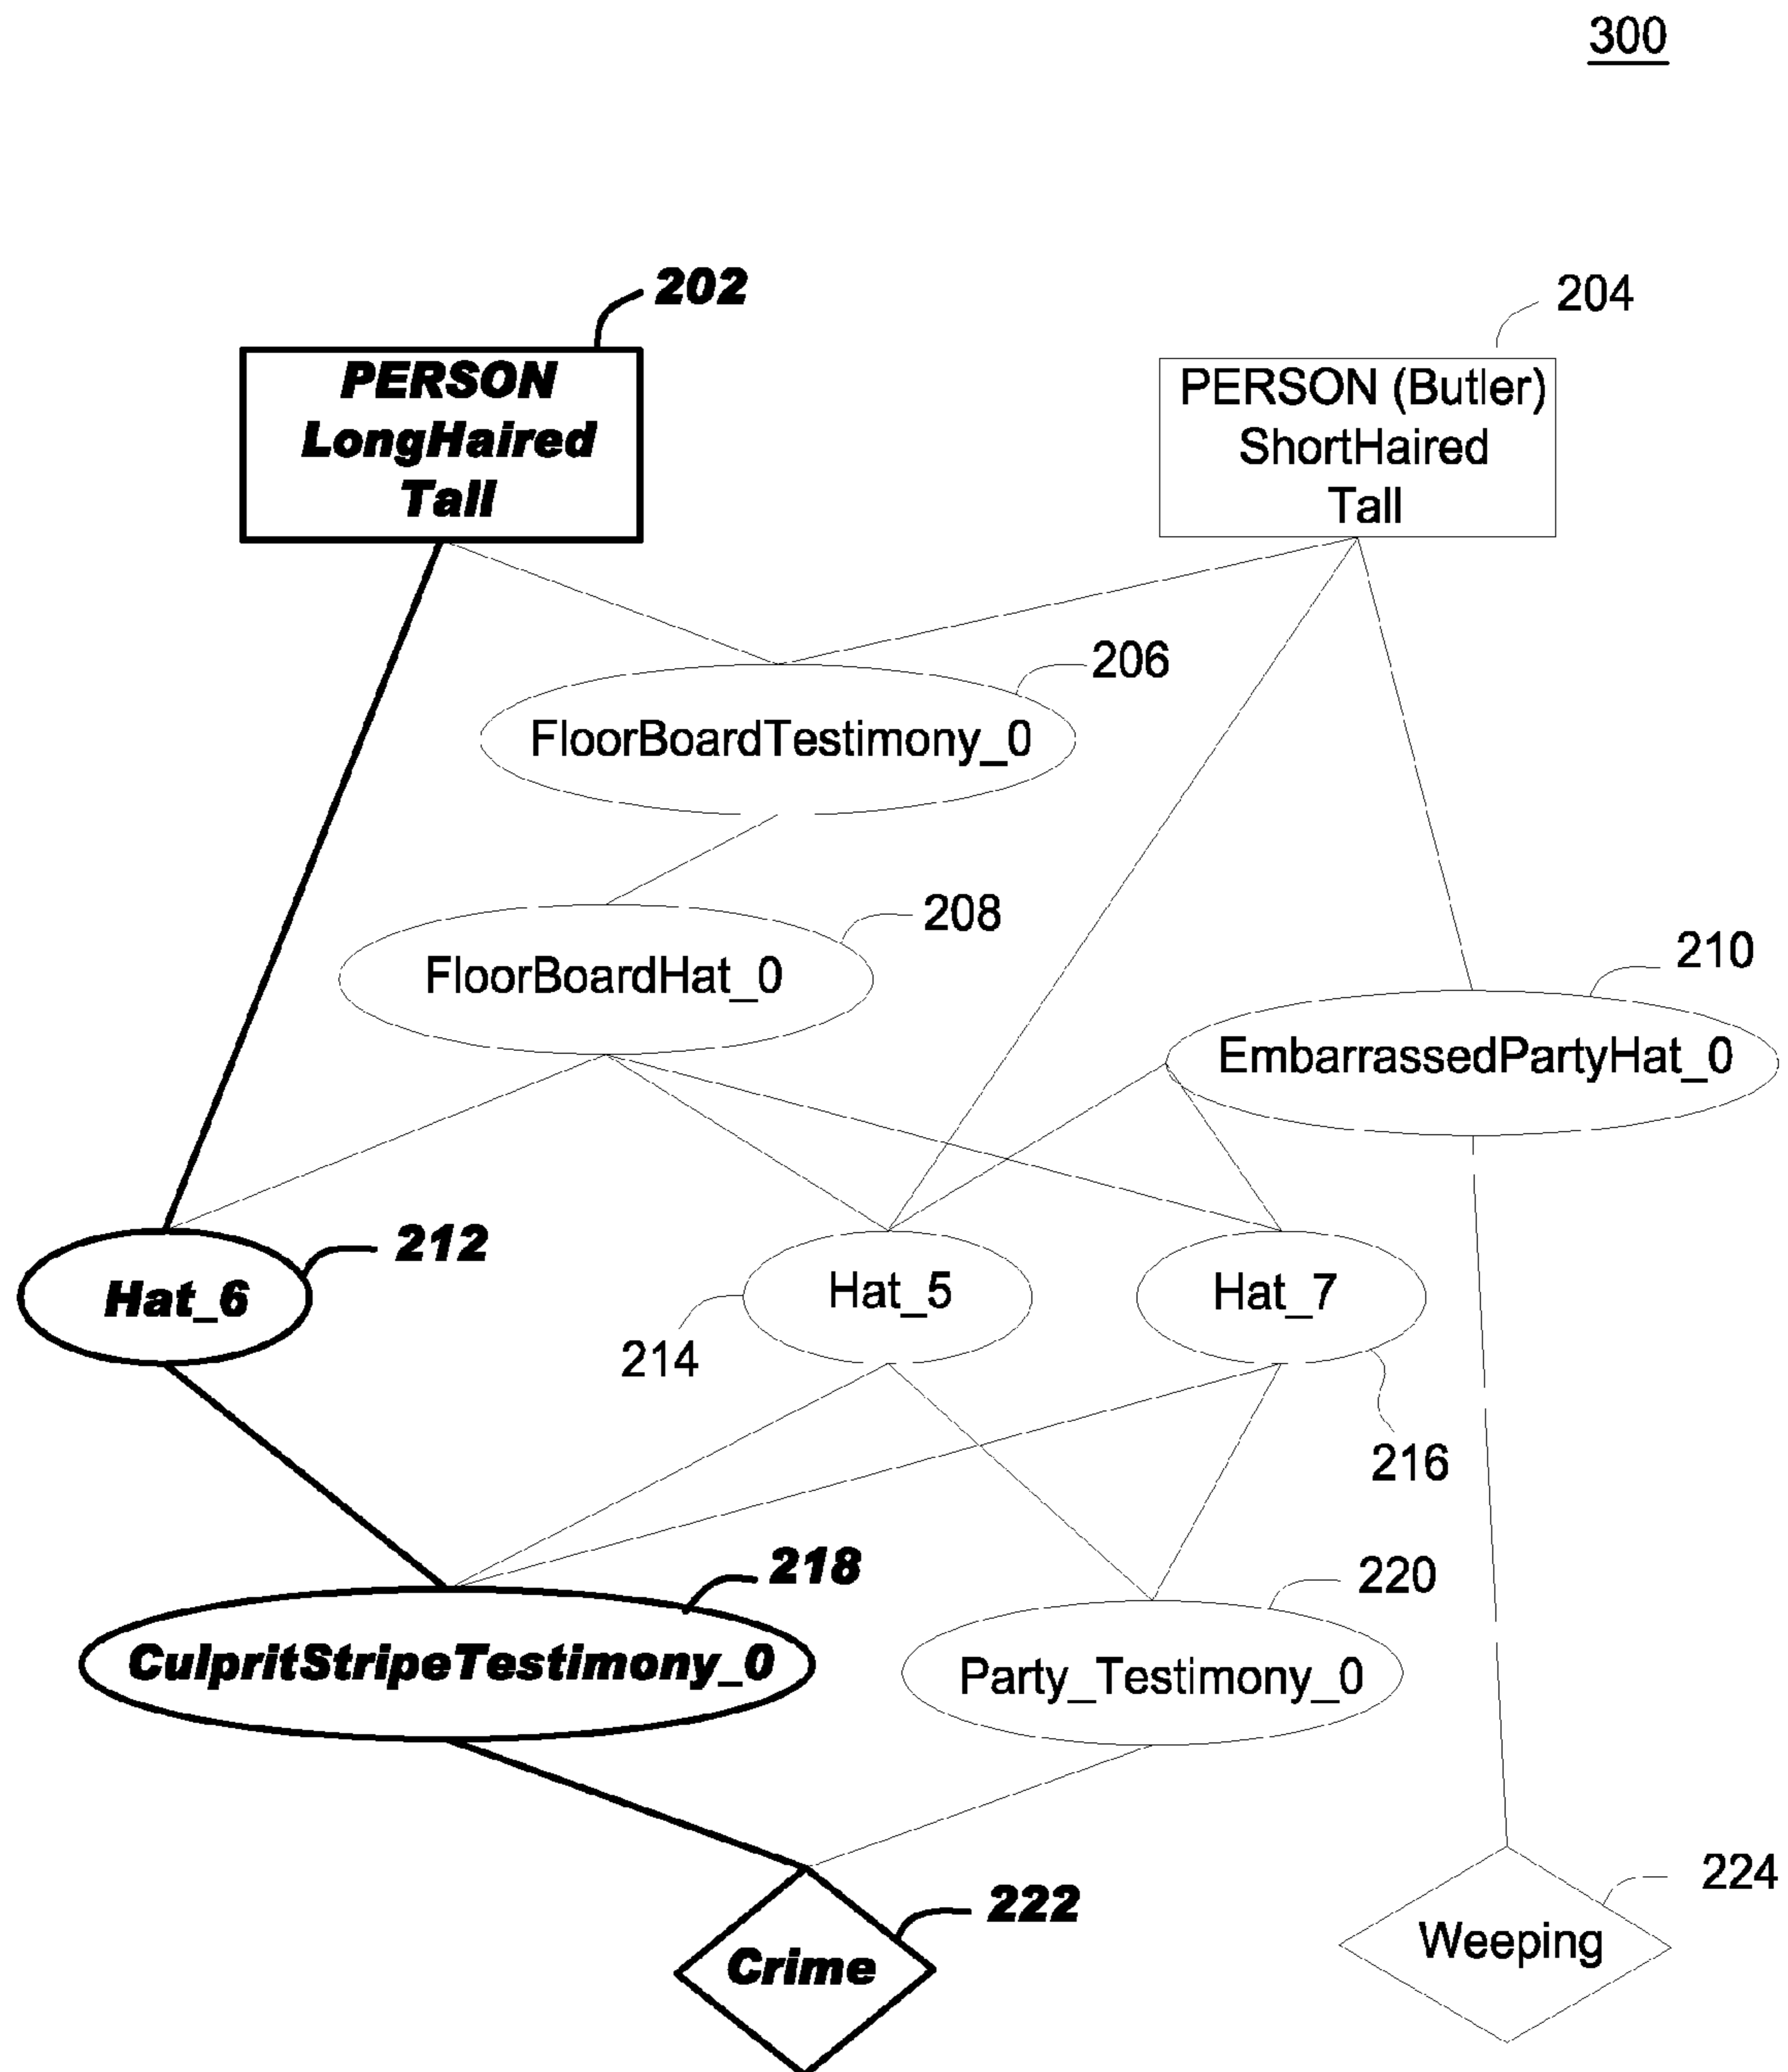 300
202
204
PERSON
LongHaired
Tall
PERSON (Butler)
ShortHaired
Tall
206
FloorBoardTestimony_0
208
FloorBoardHat_0
210
EmbarrassedPartyHat_0
212
Hat_6
Hat_5
Hat_7
214
216
218
220
CulpritStripeTestimony_0
Party_Testimony_0
222
224
Crime
Weeping